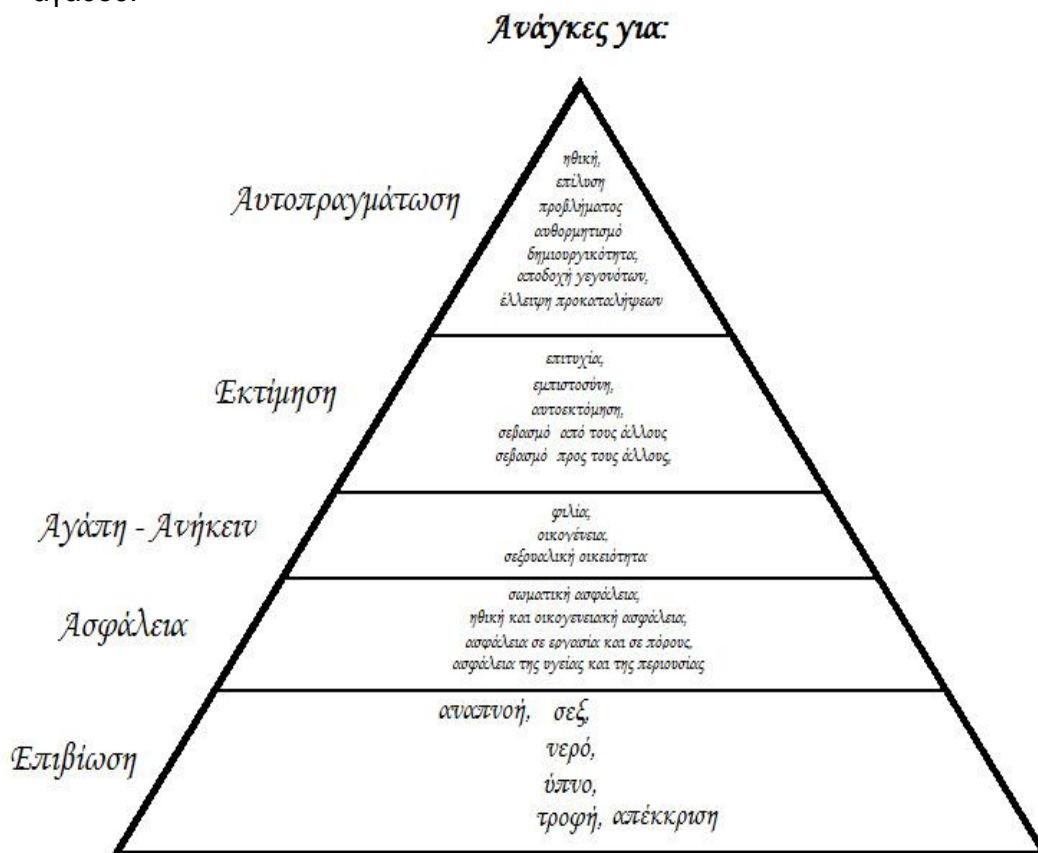 Ανάγκες για:
Αυτοπραγμάτωση
ηθική,
επίλυση
προβλήματος
αυθορμητισμό
δημιουργικότητα,
αποδοχή γεγονότων,
έλλειψη προκαταλήψεων
Εκτίμηση
επιτυχία,
εμπιστοσύνη,
αυτοεκτόμηση,
σεβασμό από τους άλλους
σεβασμό προς τους άλλους,
Αγάπη - Ανήκειν
φιλία,
οικογένεια,
σεξουαλική οικειότητα
Ασφάλεια
σωματική ασφάλεια,
ηθική και οικογενειακή ασφάλεια,
ασφάλεια σε εργασία και σε πόρους,
ασφάλεια της υγείας και της περιουσίας
Επιβίωση
αναπνοή, σεξ,
νερό,
ύπνο,
τροφή, απέκκριση